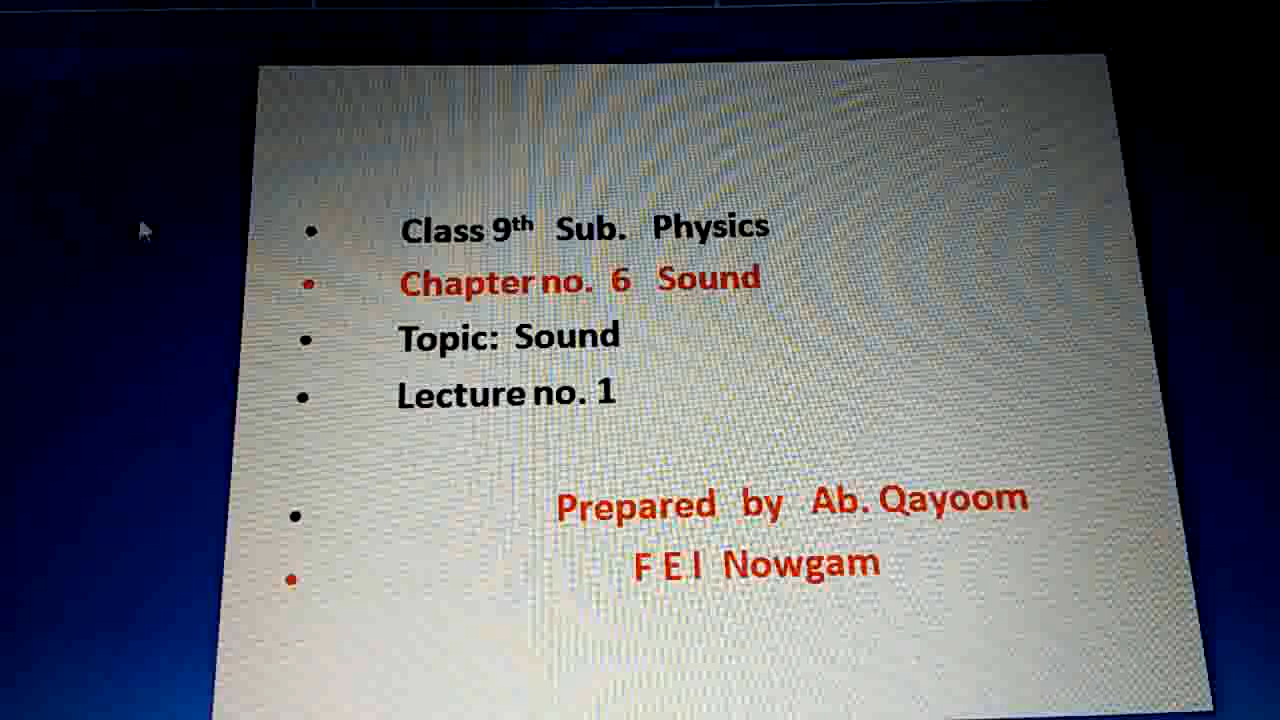 Class 9th Sub. Physics
Chapter no. 6 Sound
Topic: Sound
Lecture no. 1
Prepared by Ab. Qayoom
F E I Nowgam